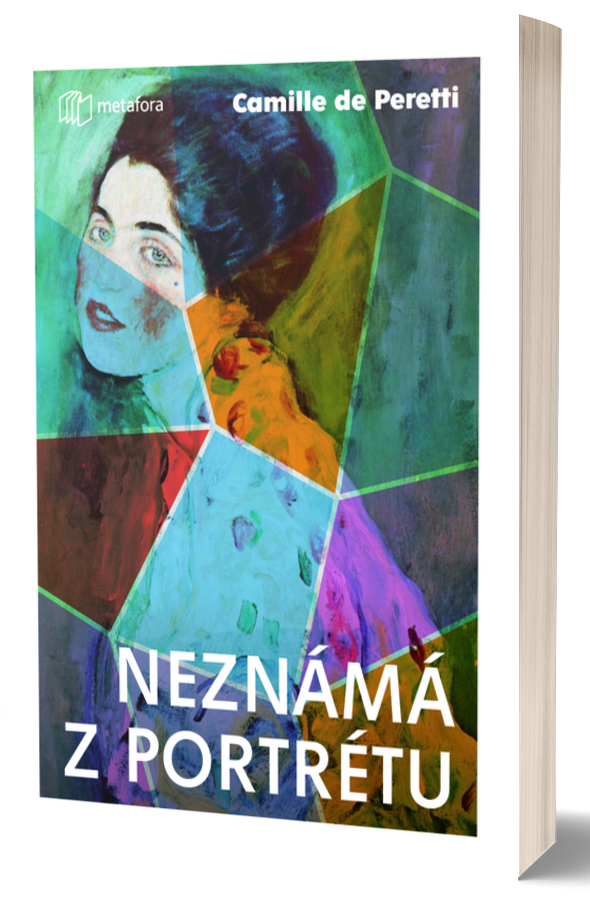 metafora
Camille de Peretti
NEZNÁMÁ
Z PORTRÉTU